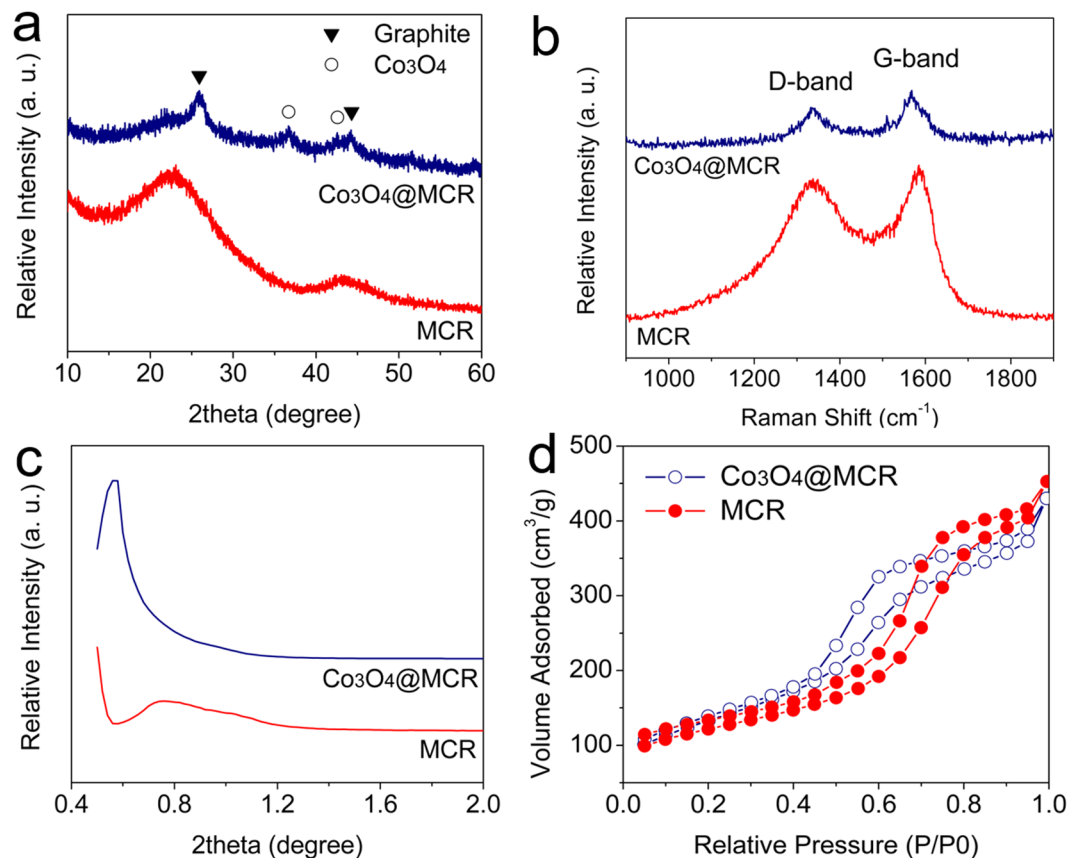 a
▼ Graphite
○ Co₃O₄
Relative Intensity (a. u.)
Co₃O₄@MCR
MCR
10 20 30 40 50 60
2theta (degree)
b
D-band
G-band
Relative Intensity (a. u.)
Co₃O₄@MCR
MCR
1000 1200 1400 1600 1800
Raman Shift (cm⁻¹)
c
Relative Intensity (a. u.)
Co₃O₄@MCR
MCR
0.4 0.8 1.2 1.6 2.0
2theta (degree)
d
Co₃O₄@MCR
MCR
Volume Adsorbed (cm³/g)
500
400
300
200
100
0.0 0.2 0.4 0.6 0.8 1.0
Relative Pressure (P/P0)